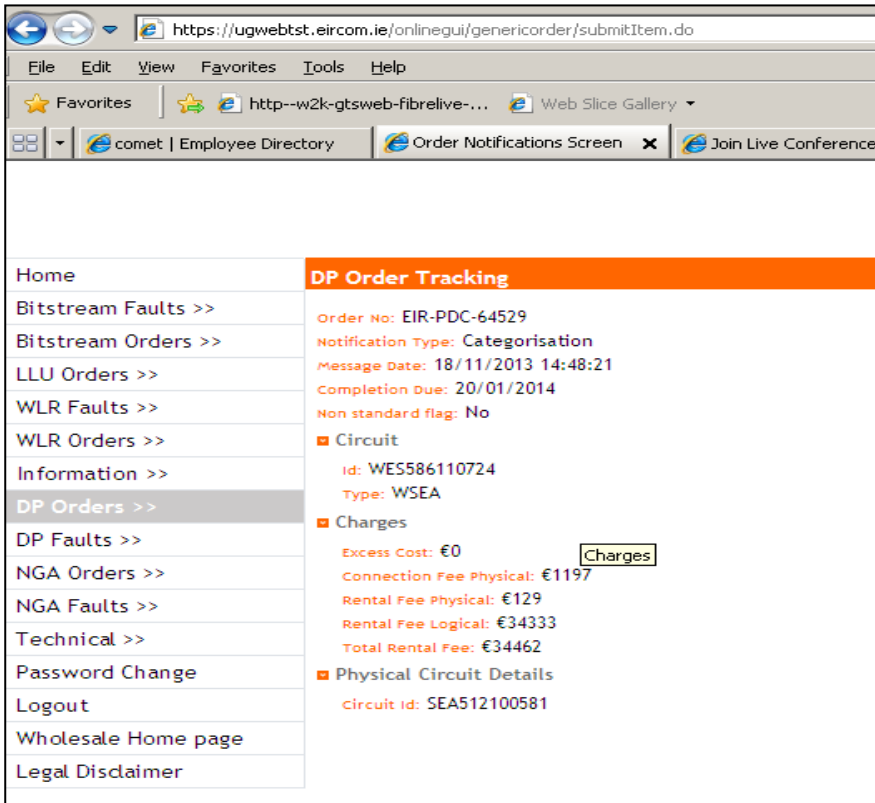 https://ugwebtst.eircom.ie/onlinegui/genericorder/submitItem.do
File Edit View Favorites Tools Help
Favorites http--w2k-gtsweb-fibrelive-... Web Slice Gallery
comet | Employee Directory Order Notifications Screen x Join Live Conference
Home
Bitstream Faults >>
Bitstream Orders >>
LLU Orders >>
WLR Faults >>
WLR Orders >>
Information >>
DP Orders >>
DP Faults >>
NGA Orders >>
NGA Faults >>
Technical >>
Password Change
Logout
Wholesale Home page
Legal Disclaimer
DP Order Tracking
Order No: EIR-PDC-64529
Notification Type: Categorisation
Message Date: 18/11/2013 14:48:21
Completion Due: 20/01/2014
Non standard flag: No
Circuit
Id: WES586110724
Type: WSEA
Charges
Excess Cost: €0
Charges
Connection Fee Physical: €1197
Rental Fee Physical: €129
Rental Fee Logical: €34333
Total Rental Fee: €34462
Physical Circuit Details
Circuit Id: SEA512100581